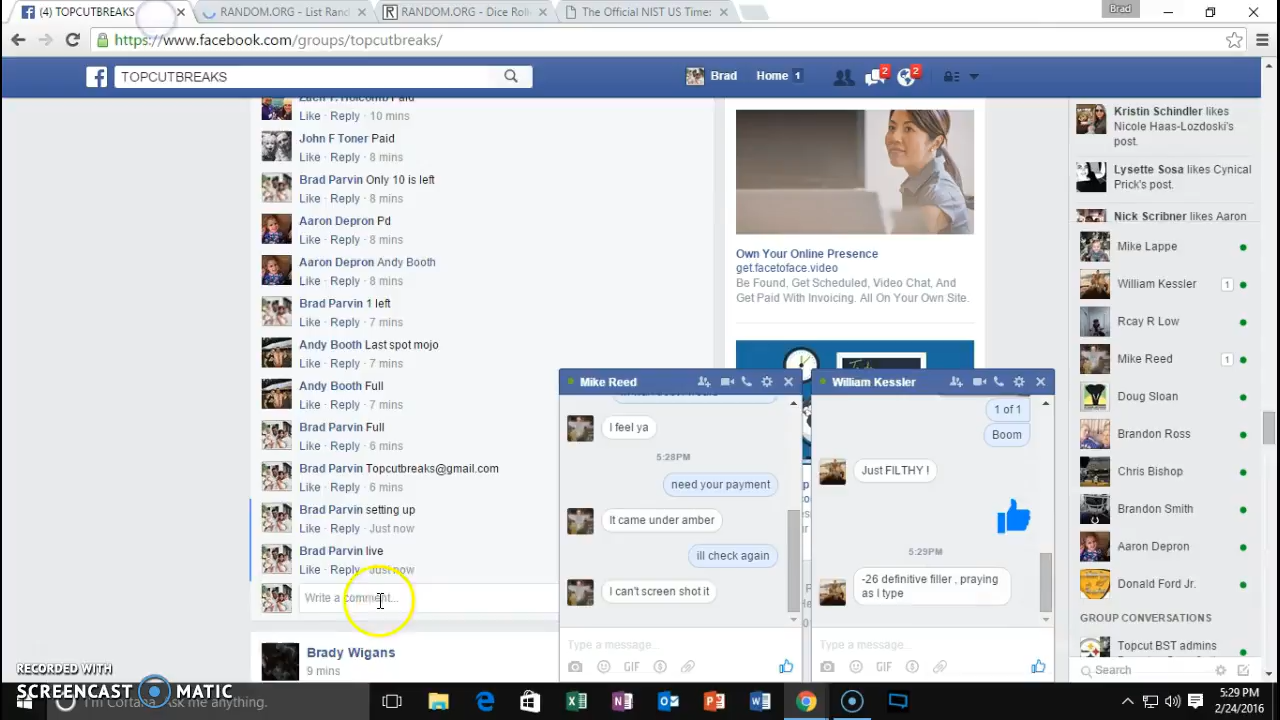 (4) TOPCUTBREAKS
RANDOM.ORG - List Ran
RANDOM.ORG - Dice Roll
The Official NIST US Time:
Brad
https://www.facebook.com/groups/topcutbreaks/
TOPCUTBREAKS
Brad
Home 1
2
2
Zach F. Holcomb Paid
Like · Reply · 10 mins
John F Toner Paid
Like · Reply · 8 mins
Brad Parvin Only 10 is left
Like · Reply · 8 mins
Aaron Depron Pd
Like · Reply · 8 mins
Aaron Depron Andy Booth
Like · Reply · 8 mins
Brad Parvin 1 left
Like · Reply · 7 mins
Andy Booth Last spot mojo
Like · Reply · 7 mins
Andy Booth Full
Like · Reply · 7 mins
Brad Parvin Full
Like · Reply · 6 mins
Brad Parvin Topcutbreaks@gmail.com
Like · Reply · 6 mins
Brad Parvin setting up
Like · Reply · Just now
Brad Parvin live
Like · Reply · Just now
Write a comment...
Brady Wigans
9 mins
Own Your Online Presence
get.facetoface.video
Be Found, Get Scheduled, Video Chat, And
Get Paid With Invoicing. All On Your Own Site.
Mike Reed
I feel ya
5:28PM
need your payment
It came under amber
ill check again
I can't screen shot it
Type a message...
GIF
William Kessler
1 of 1
Boom
Just FILTHY !
5:29PM
-26 definitive filler , praying
as I type
Type a message...
GIF
Kristin Schindler likes
Nicole Haas-Lozdoski's
post.
Lysette Sosa likes Cynical
Prick's post.
Nick Scribner likes Aaron
Mike Lappe
William Kessler 1
Rcay R Low
Mike Reed 1
Doug Sloan
Brandon Ross
Chris Bishop
Brandon Smith
Aaron Depron
Donald Ford Jr.
GROUP CONVERSATIONS
Topcut BST admins
Search
RECORDED WITH
SCREENCAST MATIC
I'm Cortana. Ask me anything.
5:29 PM
2/24/2016